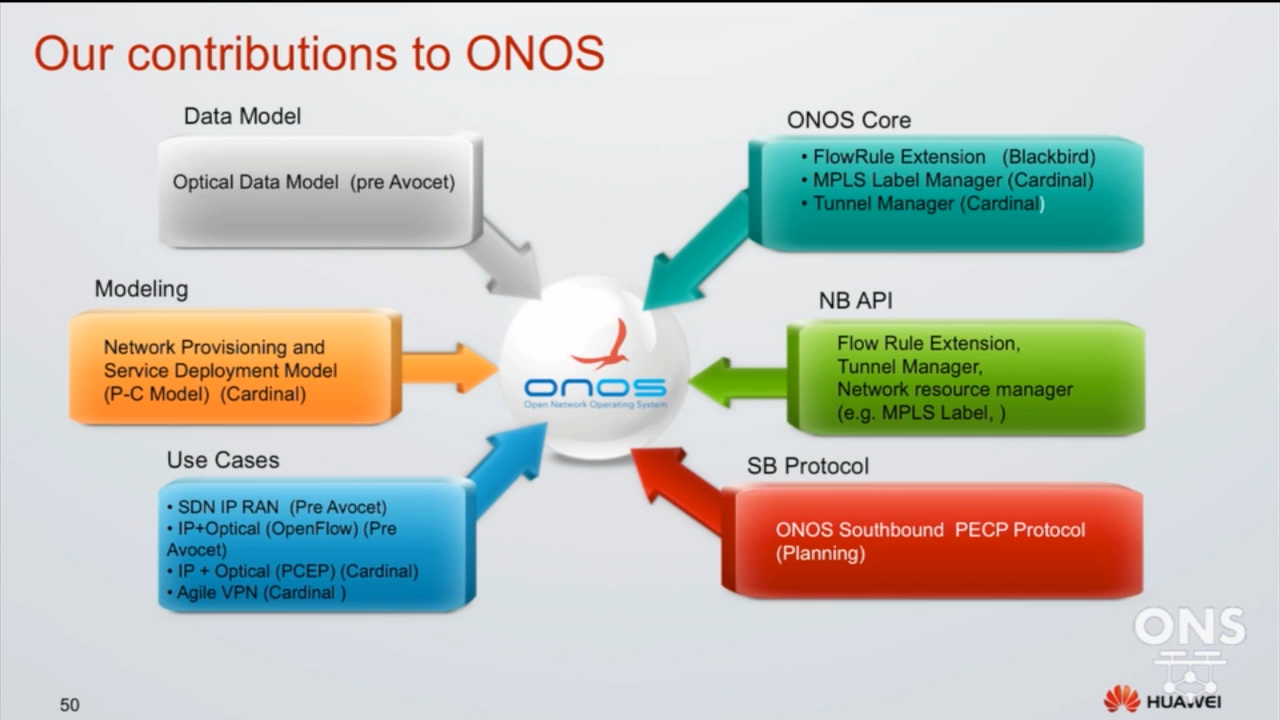 Our contributions to ONOS
Data Model
Optical Data Model (pre Avocet)
Modeling
Network Provisioning and
Service Deployment Model
(P-C Model) (Cardinal)
Use Cases
• SDN IP RAN (Pre Avocet)
• IP+Optical (OpenFlow) (Pre
Avocet)
• IP + Optical (PCEP) (Cardinal)
• Agile VPN (Cardinal )
onos
Open Network Operating System
ONOS Core
• FlowRule Extension (Blackbird)
• MPLS Label Manager (Cardinal)
• Tunnel Manager (Cardinal)
NB API
Flow Rule Extension,
Tunnel Manager,
Network resource manager
(e.g. MPLS Label, )
SB Protocol
ONOS Southbound PECP Protocol
(Planning)
ONS
50
HUAWEI